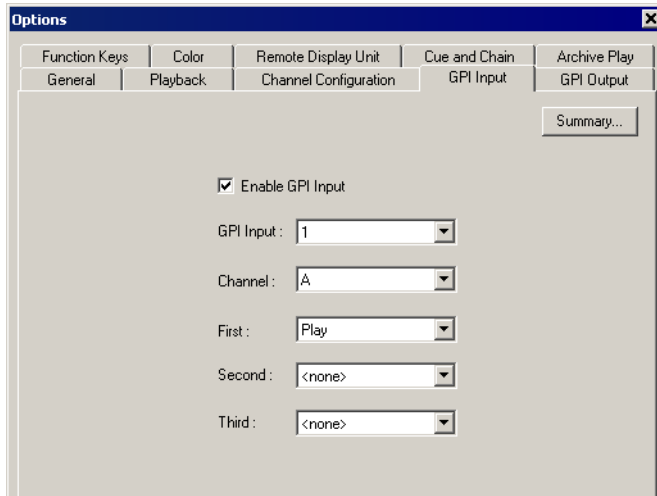 Options
Function Keys Color Remote Display Unit Cue and Chain Archive Play
General Playback Channel Configuration GPI Input GPI Output
Summary...
Enable GPI Input
GPI Input : 1
Channel : A
First : Play
Second : <none>
Third : <none>